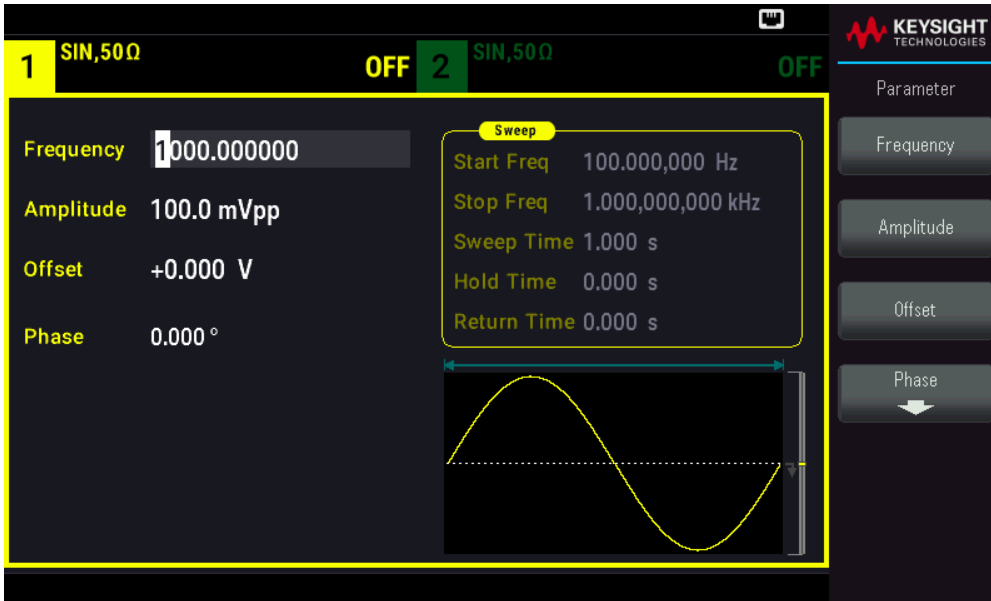 SIN,50Ω
1
OFF
SIN,50Ω
2
OFF
Frequency 1000.000000
Amplitude 100.0 mVpp
Offset +0.000 V
Phase 0.000 °
Sweep
Start Freq 100.000,000 Hz
Stop Freq 1.000,000,000 kHz
Sweep Time 1.000 s
Hold Time 0.000 s
Return Time 0.000 s
KEYSIGHT
TECHNOLOGIES
Parameter
Frequency
Amplitude
Offset
Phase